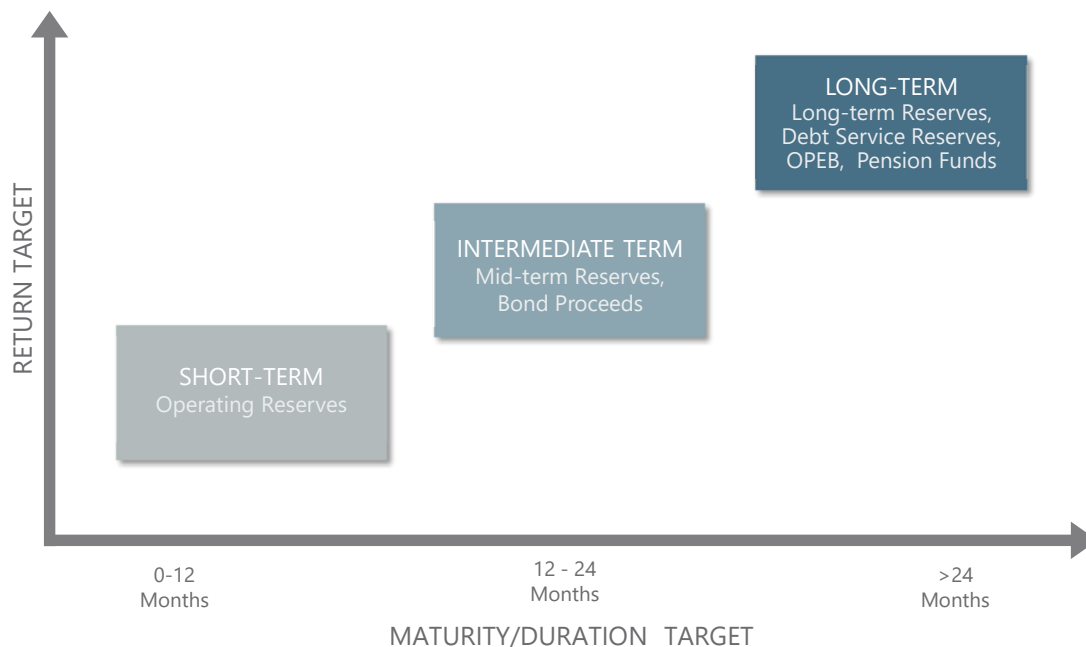 RETURN TARGET
LONG-TERM
Long-term Reserves,
Debt Service Reserves,
OPEB, Pension Funds
INTERMEDIATE TERM
Mid-term Reserves,
Bond Proceeds
SHORT-TERM
Operating Reserves
0-12
Months
12 - 24
Months
>24
Months
MATURITY/DURATION TARGET